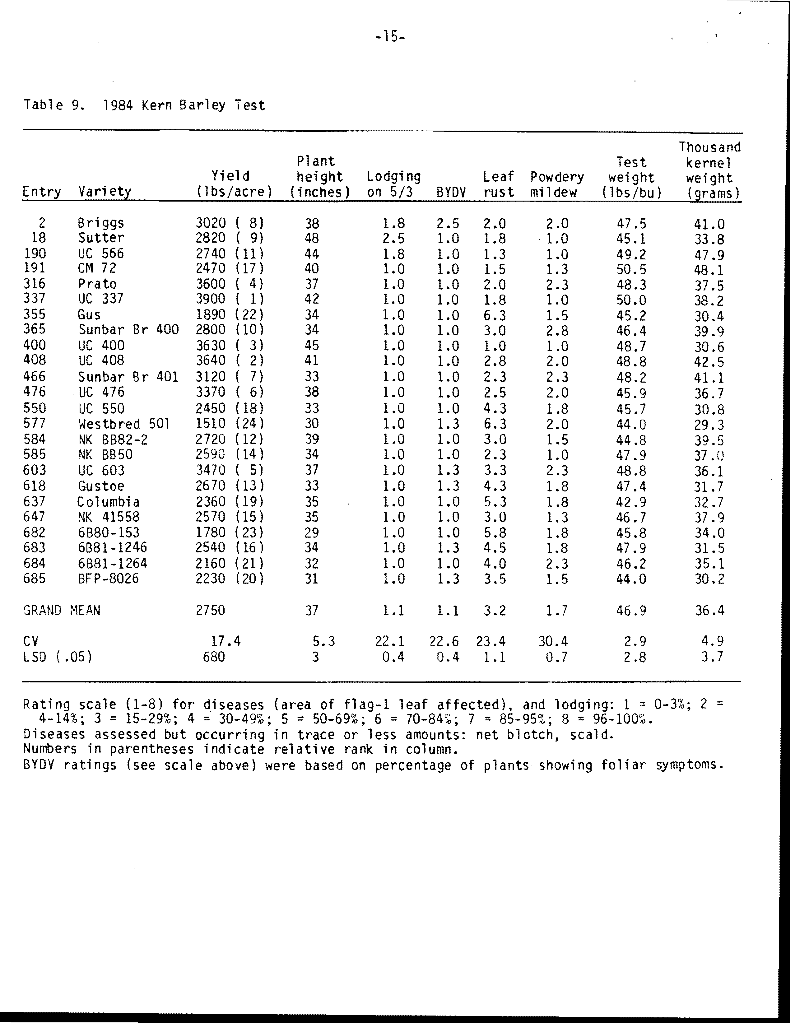 -15-
Table 9. 1984 Kern Barley Test
Thousand
Plant Test kernel
Yield height Lodging Leaf Powdery weight weight
Entry Variety (lbs/acre) (inches) on 5/3 BYDV rust mildew (lbs/bu) (grams)
2 Briggs 3020 ( 8) 38 1.8 2.5 2.0 2.0 47.5 41.0
18 Sutter 2820 ( 9) 48 2.5 1.0 1.8 1.0 45.1 33.8
190 UC 566 2740 (11) 44 1.8 1.0 1.3 1.0 49.2 47.9
191 CM 72 2470 (17) 40 1.0 1.0 1.5 1.3 50.5 48.1
316 Prato 3600 ( 4) 37 1.0 1.0 2.0 2.3 48.3 37.5
337 UC 337 3900 ( 1) 42 1.0 1.0 1.8 1.0 50.0 38.2
355 Gus 1890 (22) 34 1.0 1.0 6.3 1.5 45.2 30.4
365 Sunbar Br 400 2800 (10) 34 1.0 1.0 3.0 2.8 46.4 39.9
400 UC 400 3630 ( 3) 45 1.0 1.0 1.0 1.0 48.7 30.6
408 UC 408 3640 ( 2) 41 1.0 1.0 2.8 2.0 48.8 42.5
466 Sunbar Br 401 3120 ( 7) 33 1.0 1.0 2.3 2.3 48.2 41.1
476 UC 476 3370 ( 6) 38 1.0 1.0 2.5 2.0 45.9 36.7
550 UC 550 2450 (18) 33 1.0 1.0 4.3 1.8 45.7 30.8
577 Westbred 501 1510 (24) 30 1.0 1.3 6.3 2.0 44.0 29.3
584 NK BB82-2 2720 (12) 39 1.0 1.0 3.0 1.5 44.8 39.5
585 NK BB50 2590 (14) 34 1.0 1.0 2.3 1.0 47.9 37.0
603 UC 603 3470 ( 5) 37 1.0 1.3 3.3 2.3 48.8 36.1
618 Gustoe 2670 (13) 33 1.0 1.3 4.3 1.8 47.4 31.7
637 Columbia 2360 (19) 35 1.0 1.0 5.3 1.8 42.9 32.7
647 NK 41558 2570 (15) 35 1.0 1.0 3.0 1.3 46.7 37.9
682 6B80-153 1780 (23) 29 1.0 1.0 5.8 1.8 45.8 34.0
683 6B81-1246 2540 (16) 34 1.0 1.3 4.5 1.8 47.9 31.5
684 6B81-1264 2160 (21) 32 1.0 1.0 4.0 2.3 46.2 35.1
685 BFP-8026 2230 (20) 31 1.0 1.3 3.5 1.5 44.0 30.2
GRAND MEAN 2750 37 1.1 1.1 3.2 1.7 46.9 36.4
CV 17.4 5.3 22.1 22.6 23.4 30.4 2.9 4.9
LSD (.05) 680 3 0.4 0.4 1.1 0.7 2.8 3.7
Rating scale (1-8) for diseases (area of flag-1 leaf affected), and lodging: 1 = 0-3%; 2 =
4-14%; 3 = 15-29%; 4 = 30-49%; 5 = 50-69%; 6 = 70-84%; 7 = 85-95%; 8 = 96-100%.
Diseases assessed but occurring in trace or less amounts: net blotch, scald.
Numbers in parentheses indicate relative rank in column.
BYDV ratings (see scale above) were based on percentage of plants showing foliar symptoms.